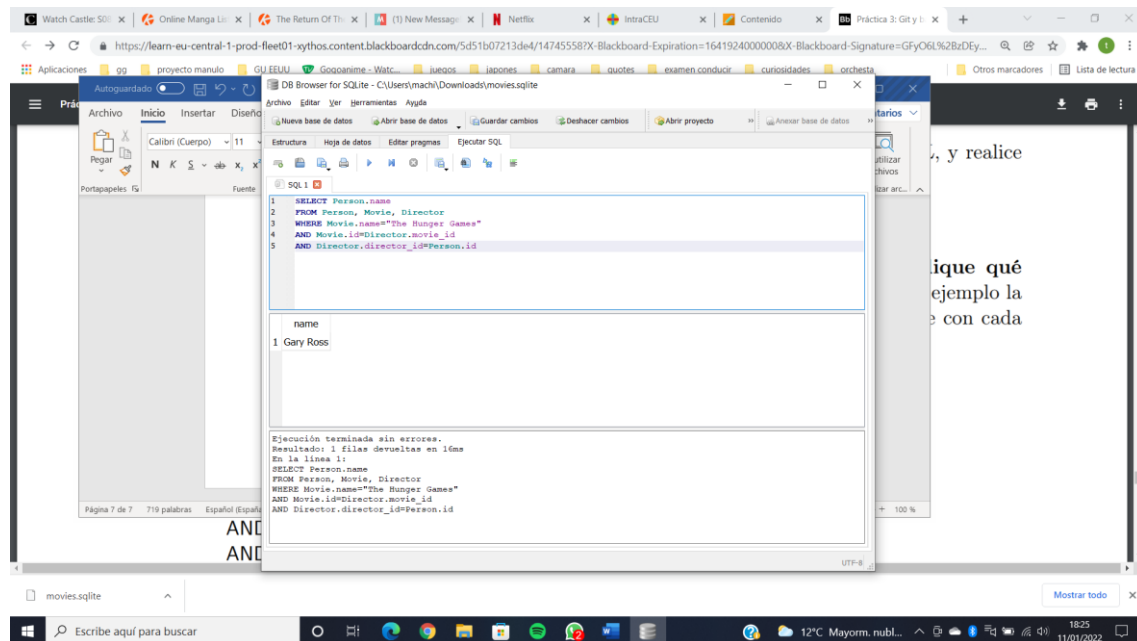 Watch Castle: S0
Online Manga Lis
The Return Of Th
(1) New Message
Netflix
IntraCEU
Contenido
Bb Práctica 3: Git y b
https://learn-eu-central-1-prod-fleet01-xythos.content.blackboardcdn.com/5d51b07213de4/14745558?X-Blackboard-Expiration=1641924000000&X-Blackboard-Signature=GFyO6L%2BzDEy...
Aplicaciones gg proyecto manulo GU EEUU Gogoanime - Watc... juegos japones camara quotes examen conducir curiosidades orchesta Otros marcadores Lista de lectura
Prác
Autoguardado
Archivo Inicio Insertar Diseño
tarios
Pegar
Calibri (Cuerpo) 11
N K S ab x, x
Portapapeles
Fuente
DB Browser for SQLite - C:\Users\machi\Downloads\movies.sqlite
Archivo Editar Ver Herramientas Ayuda
Nueva base de datos Abrir base de datos Guardar cambios Deshacer cambios Abrir proyecto » Anexar base de datos »
Estructura Hoja de datos Editar pragmas Ejecutar SQL
SQL 1
1 SELECT Person.name
2 FROM Person, Movie, Director
3 WHERE Movie.name="The Hunger Games"
4 AND Movie.id=Director.movie_id
5 AND Director.director_id=Person.id
name
1 Gary Ross
Ejecución terminada sin errores.
Resultado: 1 filas devueltas en 16ms
En la línea 1:
SELECT Person.name
FROM Person, Movie, Director
WHERE Movie.name="The Hunger Games"
AND Movie.id=Director.movie_id
AND Director.director_id=Person.id
UTF-8
utilizar
chivos
izar arc...
, y realice
ique qué
ejemplo la
e con cada
Página 7 de 7 719 palabras Español (España
100 %
AND
AND
movies.sqlite
Mostrar todo
Escribe aquí para buscar
12°C Mayorm. nubl...
18:25
11/01/2022